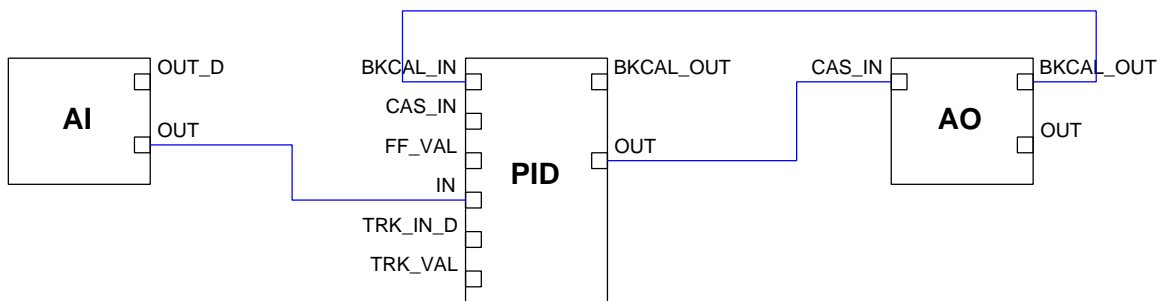 AI
OUT_D
OUT
BKCAL_IN
CAS_IN
FF_VAL
IN
TRK_IN_D
TRK_VAL
PID
BKCAL_OUT
OUT
CAS_IN
AO
BKCAL_OUT
OUT